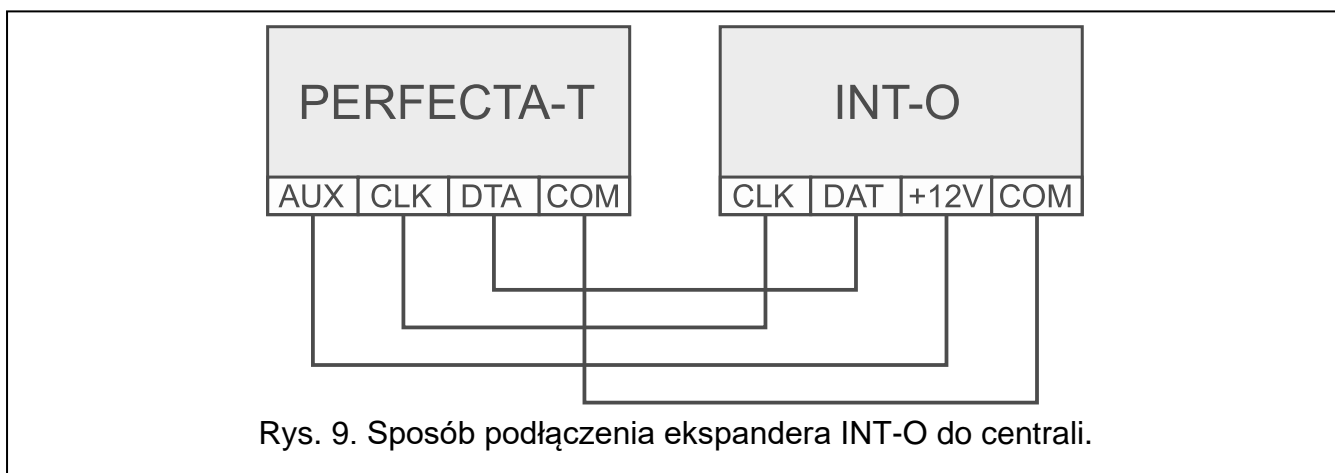 PERFECTA-T INT-O
AUX CLK DTA COM CLK DAT +12V COM
Rys. 9. Sposób podłączenia ekspandera INT-O do centrali.